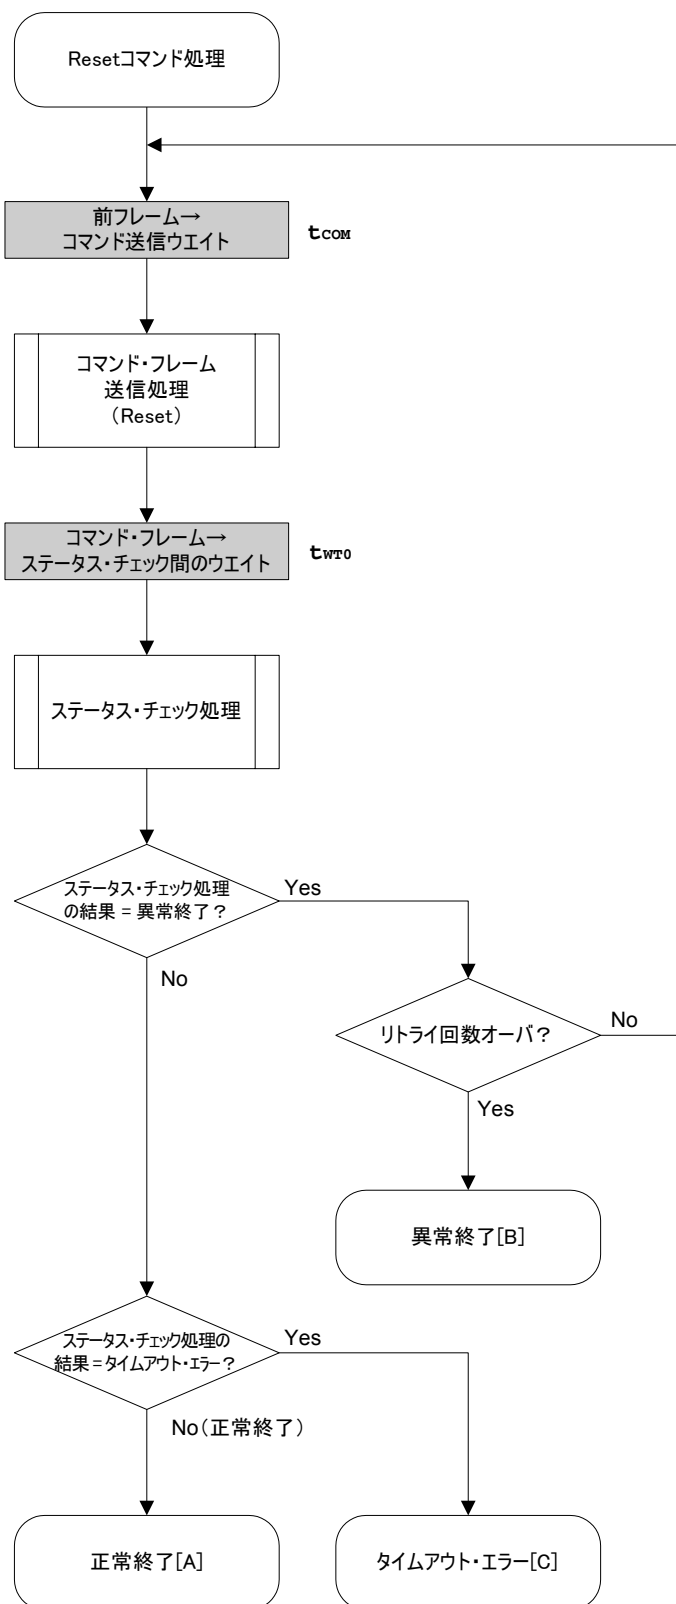 Resetコマンド処理
前フレーム→
コマンド送信ウエイト
tCOM
コマンド・フレーム
送信処理
（Reset）
コマンド・フレーム→
ステータス・チェック間のウエイト
tWT0
ステータス・チェック処理
ステータス・チェック処理
の結果 = 異常終了？
Yes
No
リトライ回数オーバ？
No
Yes
異常終了[B]
ステータス・チェック処理の
結果=タイムアウト・エラー？
Yes
No（正常終了）
正常終了[A]
タイムアウト・エラー[C]